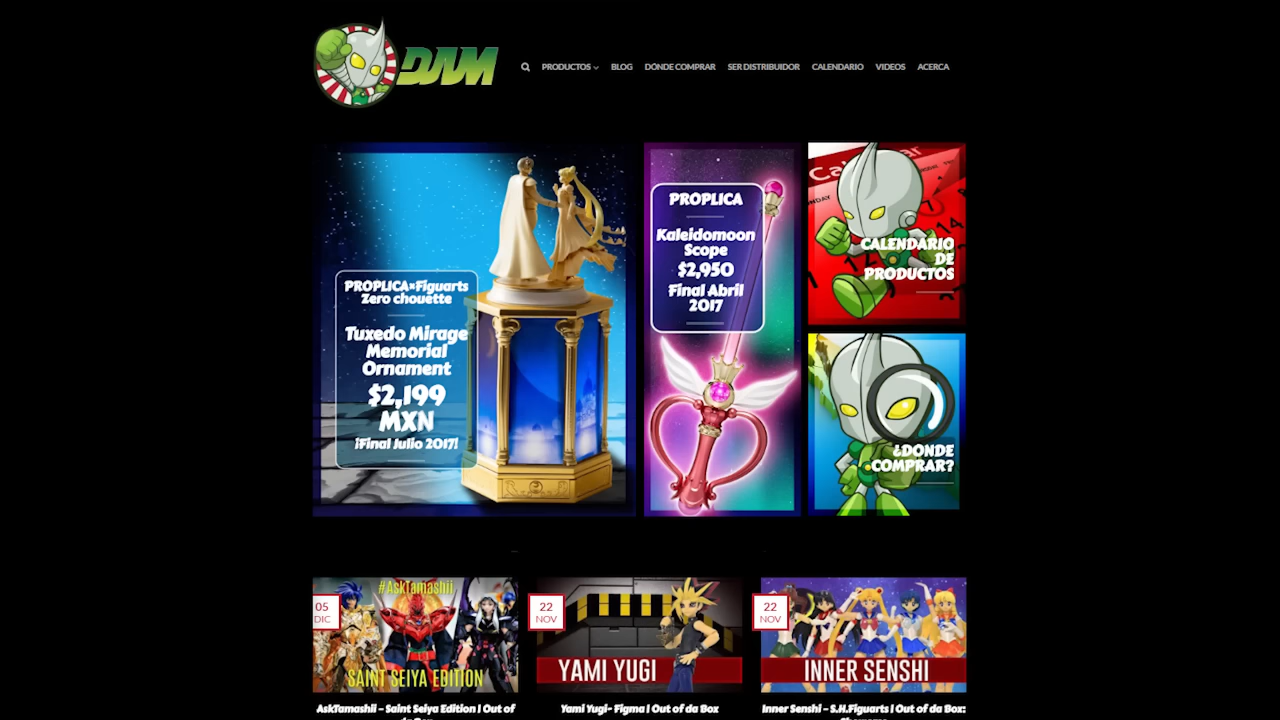 DAM
PRODUCTOS
BLOG
DÓNDE COMPRAR
SER DISTRIBUIDOR
CALENDARIO
VIDEOS
ACERCA
PROPLICA×Figuarts
Zero chouette
Tuxedo Mirage
Memorial
Ornament
$2,199
MXN
¡Final Julio 2017!
PROPLICA
Kaleidomoon
Scope
$2,950
Final Abril
2017
CALENDARIO
DE
PRODUCTOS
¿DONDE
COMPRAR?
#AskTamashii
05
DIC
SAINT SEIYA EDITION
22
NOV
YAMI YUGI
22
NOV
INNER SENSHI
AskTamashii – Saint Seiya Edition | Out of
Yami Yugi- Figma | Out of da Box
Inner Senshi – S.H.Figuarts | Out of da Box: